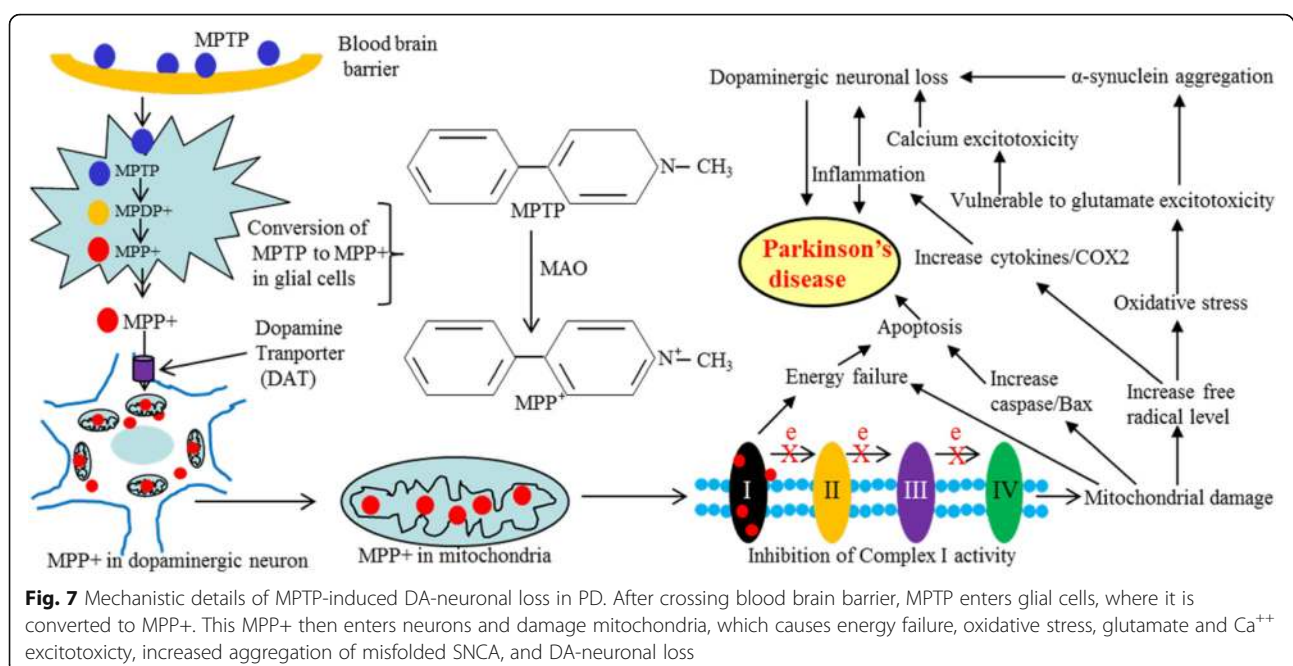 MPTP
Blood brain
barrier
MPTP
MPDP+
MPP+
Conversion of
MPTP to MPP+
in glial cells
MPP+
Dopamine
Tranporter
(DAT)
MPP+ in dopaminergic neuron
N— CH₃
MPTP
MAO
N⁺— CH₃
MPP⁺
MPP+ in mitochondria
Dopaminergic neuronal loss
α-synuclein aggregation
Calcium excitotoxicity
Inflammation
Vulnerable to glutamate excitotoxicity
Parkinson's
disease
Increase cytokines/COX2
Oxidative stress
Apoptosis
Energy failure
Increase
caspase/Bax
Increase free
radical level
e
X
e
X
e
X
I
II
III
IV
Mitochondrial damage
Inhibition of Complex I activity
Fig. 7 Mechanistic details of MPTP-induced DA-neuronal loss in PD. After crossing blood brain barrier, MPTP enters glial cells, where it is
converted to MPP+. This MPP+ then enters neurons and damage mitochondria, which causes energy failure, oxidative stress, glutamate and Ca⁺⁺
excitotoxicty, increased aggregation of misfolded SNCA, and DA-neuronal loss